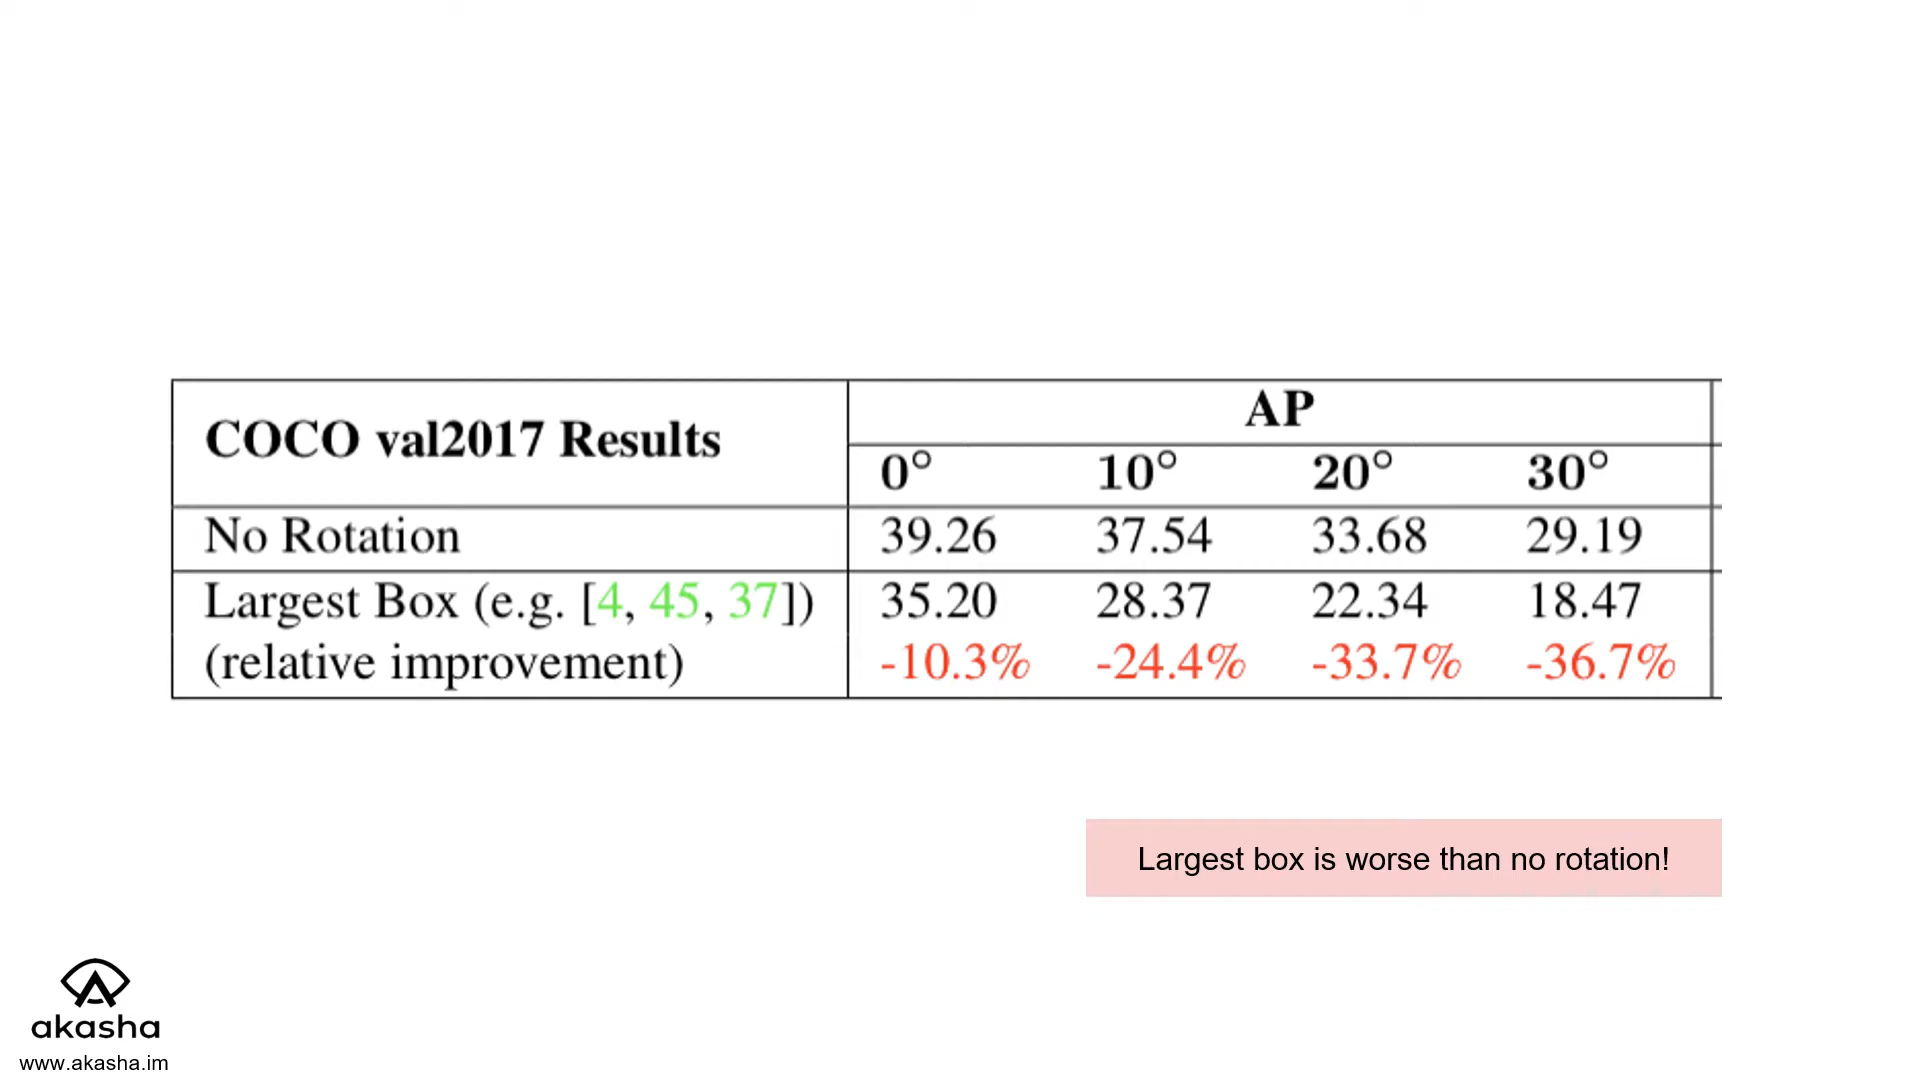 COCO val2017 Results
AP
0° 10° 20° 30°
No Rotation 39.26 37.54 33.68 29.19
Largest Box (e.g. [4, 45, 37]) 35.20 28.37 22.34 18.47
(relative improvement) -10.3% -24.4% -33.7% -36.7%
Largest box is worse than no rotation!
akasha
www.akasha.im